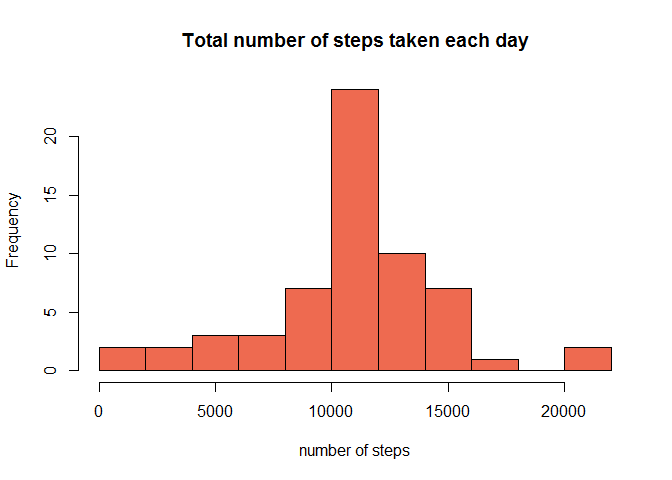 Total number of steps taken each day
Frequency
20
15
10
5
0
0 5000 10000 15000 20000
number of steps